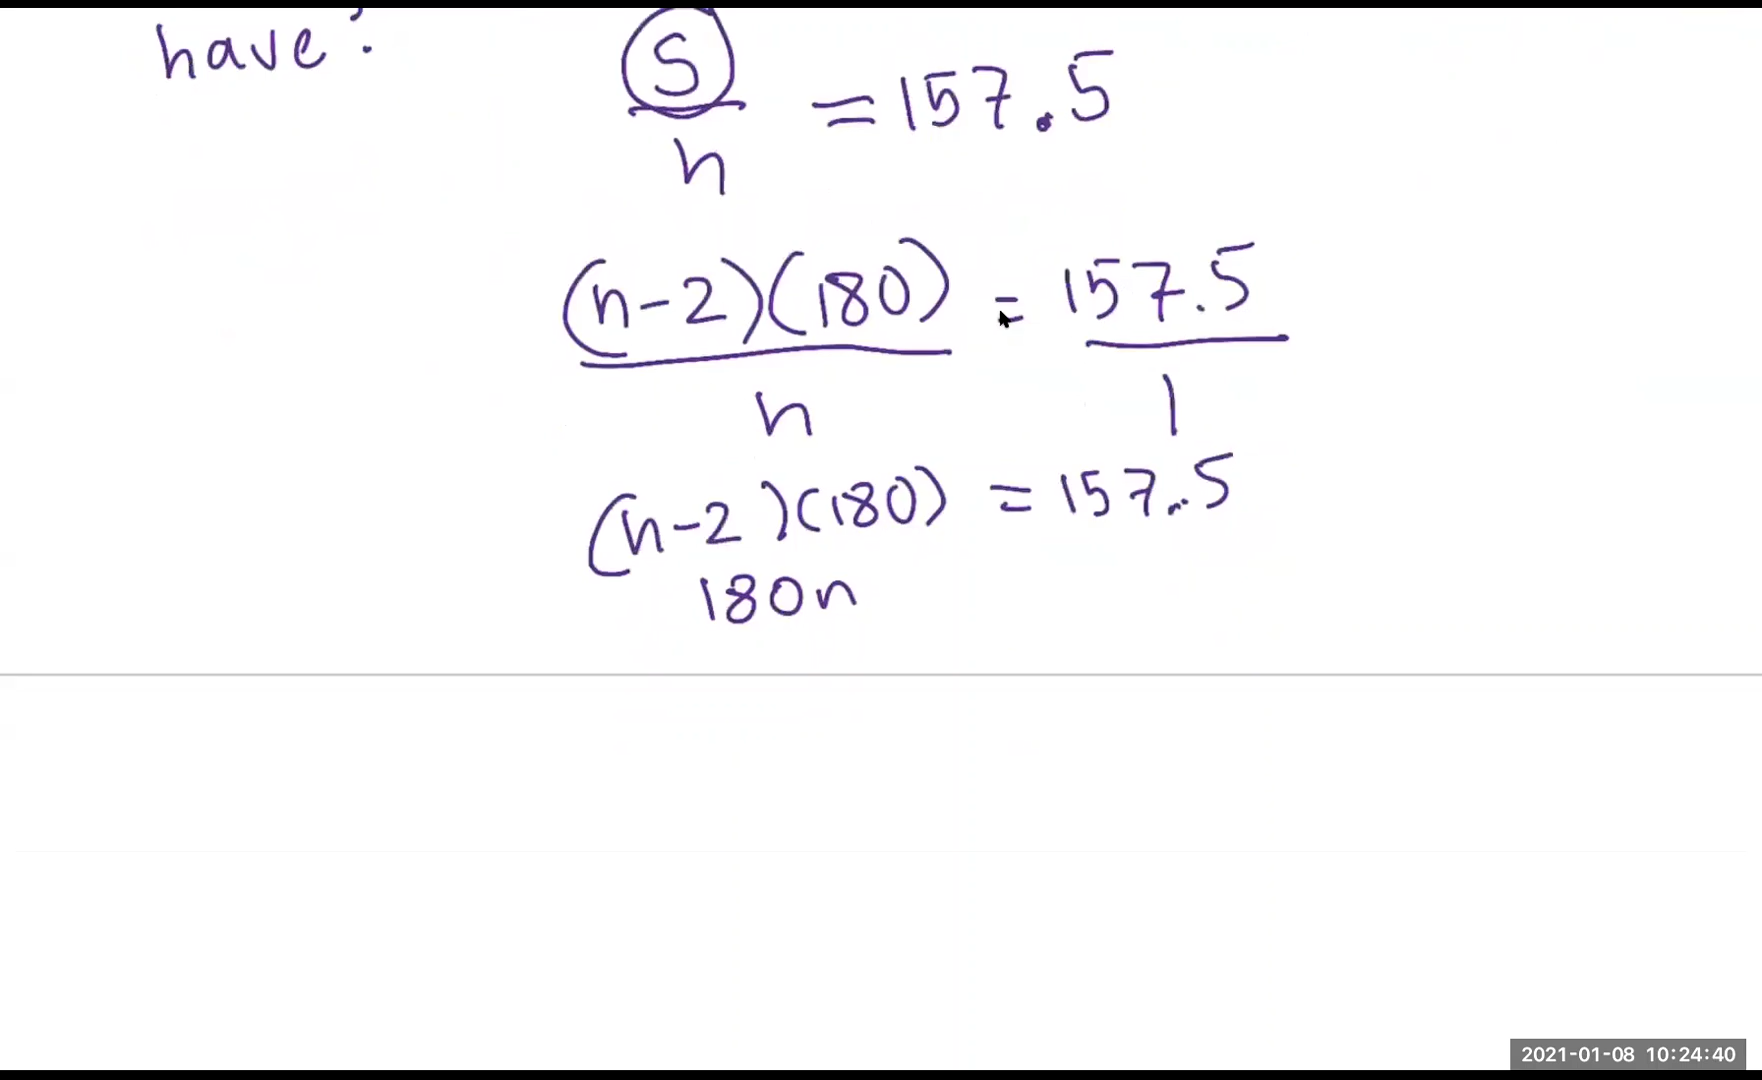 have?
S
= 157.5
n
(n-2)(180) = 157.5
n
1
(n-2)(180) = 157.5
180n
2021-01-08 10:24:40